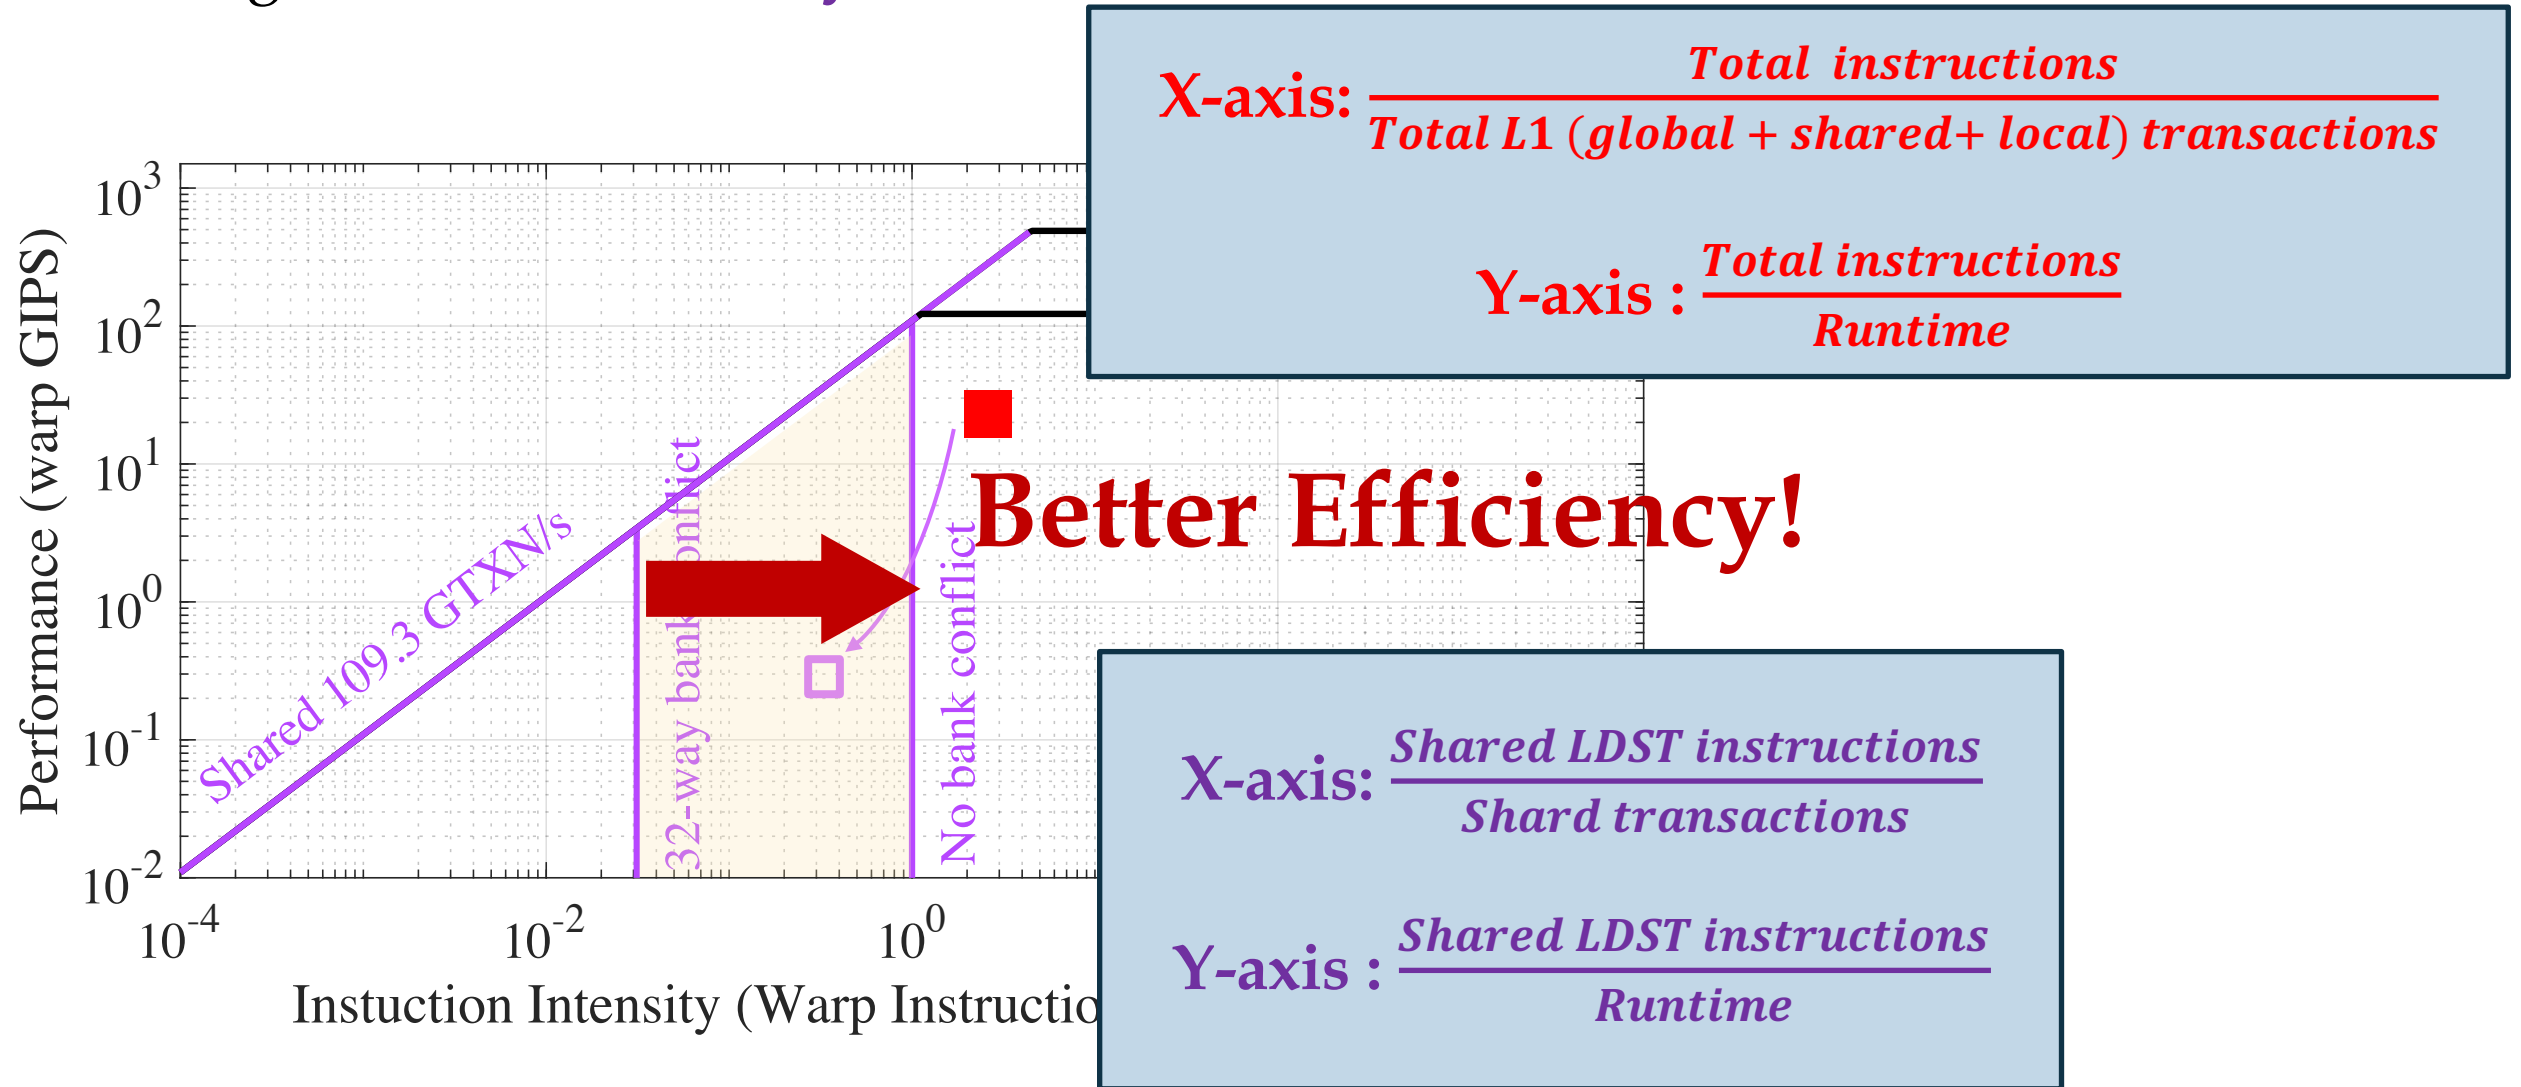 X-axis: Total instructions / Total L1 (global + shared+ local) transactions
Y-axis : Total instructions / Runtime
10^3
10^2
10^1
10^0
10^-1
10^-2
Performance (warp GIPS)
Shared 109.3 GTXN/s
32-way bank conflict
No bank conflict
Better Efficiency!
10^-4
10^-2
10^0
Instuction Intensity (Warp Instructio
X-axis: Shared LDST instructions / Shard transactions
Y-axis : Shared LDST instructions / Runtime